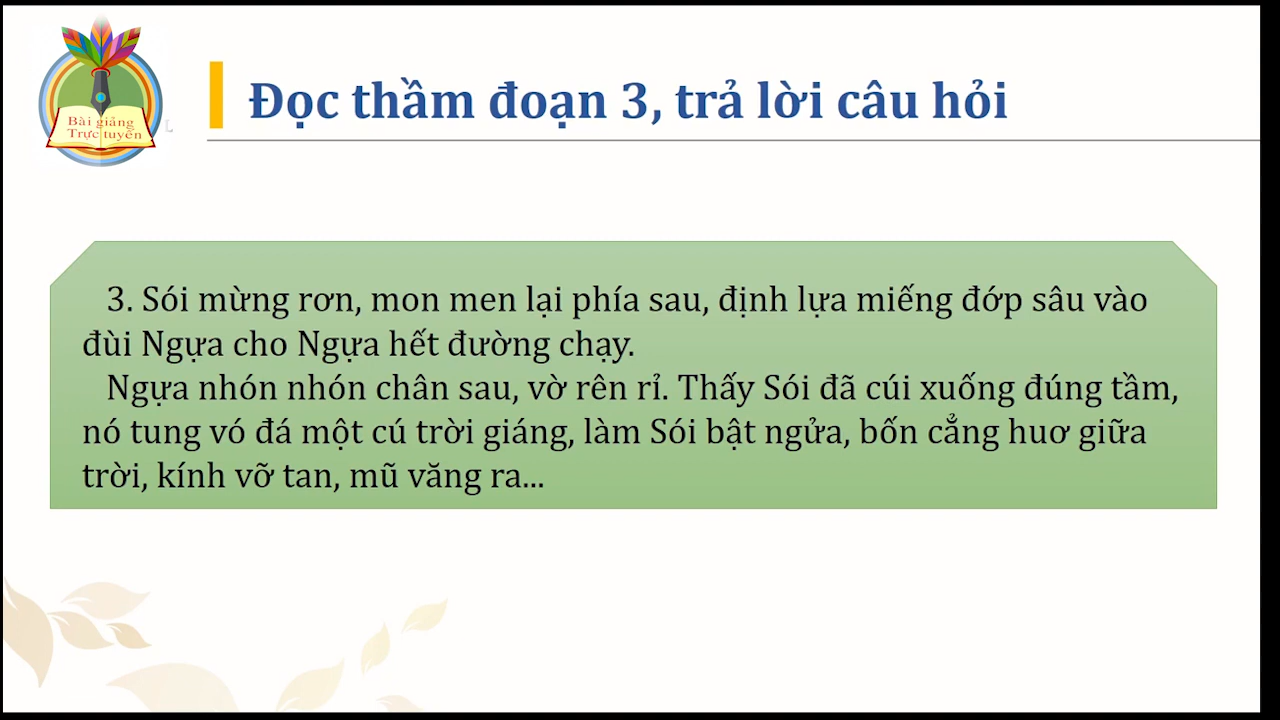 Bài giảng
Trực tuyến
Đọc thầm đoạn 3, trả lời câu hỏi
3. Sói mừng rơn, mon men lại phía sau, định lựa miếng đớp sâu vào
đùi Ngựa cho Ngựa hết đường chạy.
Ngựa nhón nhón chân sau, vờ rên rỉ. Thấy Sói đã cúi xuống đúng tầm,
nó tung vó đá một cú trời giáng, làm Sói bật ngửa, bốn cẳng huơ giữa
trời, kính vỡ tan, mũ văng ra...